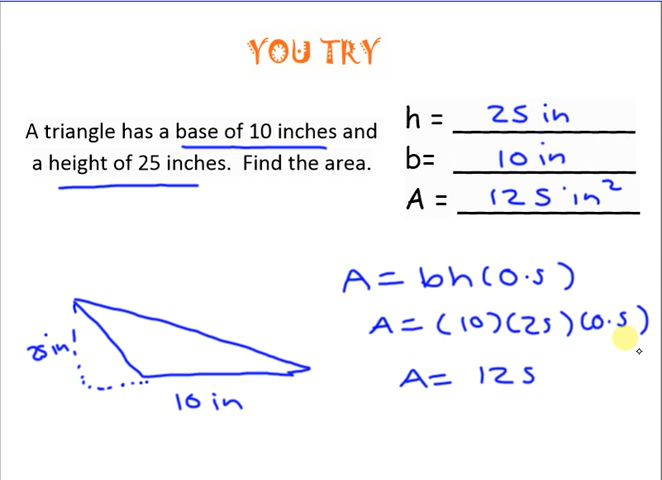 YOU TRY
A triangle has a base of 10 inches and
a height of 25 inches. Find the area.
h = 25 in
b= 10 in
A = 125 in²
A = bh(0.5)
A = (10)(25)(0.5)
A = 125
25 in
10 in